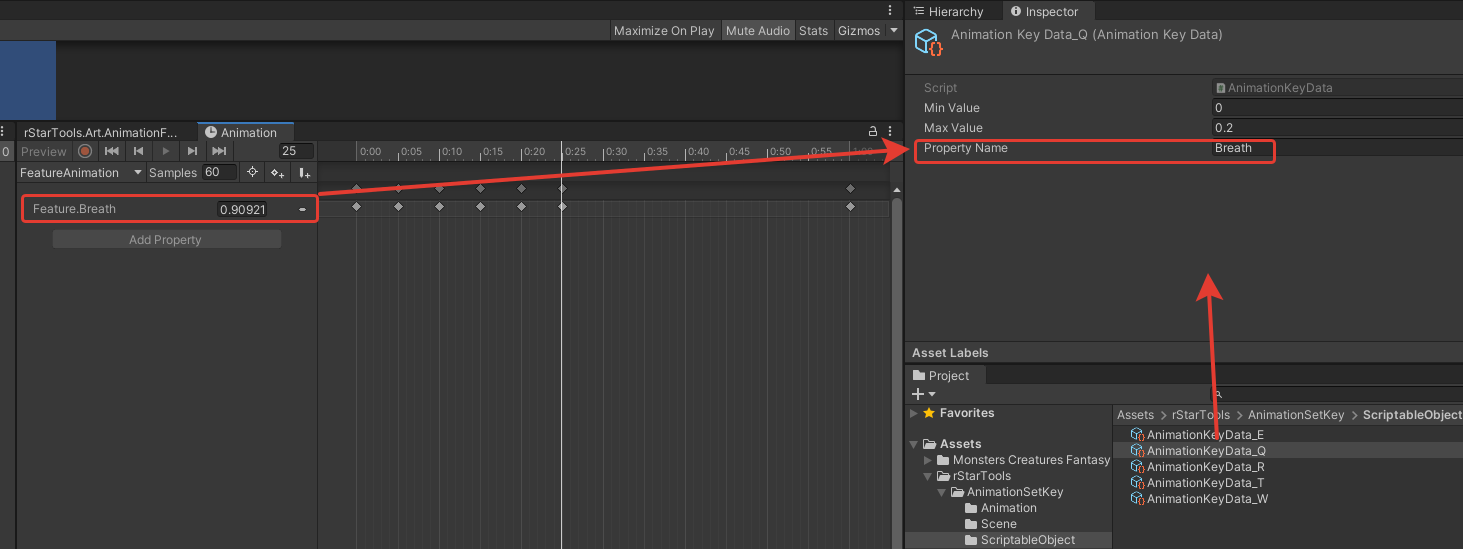 Maximize On Play Mute Audio Stats Gizmos
rStarTools.Art.AnimationF... Animation
0 Preview 25
0:00 0:05 0:10 0:15 0:20 0:25 0:30 0:35 0:40 0:45 0:50 0:55 1:00
FeatureAnimation Samples 60
Feature.Breath 0.90921
Add Property
Hierarchy Inspector
Animation Key Data_Q (Animation Key Data)
Script AnimationKeyData
Min Value 0
Max Value 0.2
Property Name Breath
Asset Labels
Project
Favorites
Assets
Monsters Creatures Fantasy
rStarTools
AnimationSetKey
Animation
Scene
ScriptableObject
Assets > rStarTools > AnimationSetKey > ScriptableObject
AnimationKeyData_E
AnimationKeyData_Q
AnimationKeyData_R
AnimationKeyData_T
AnimationKeyData_W